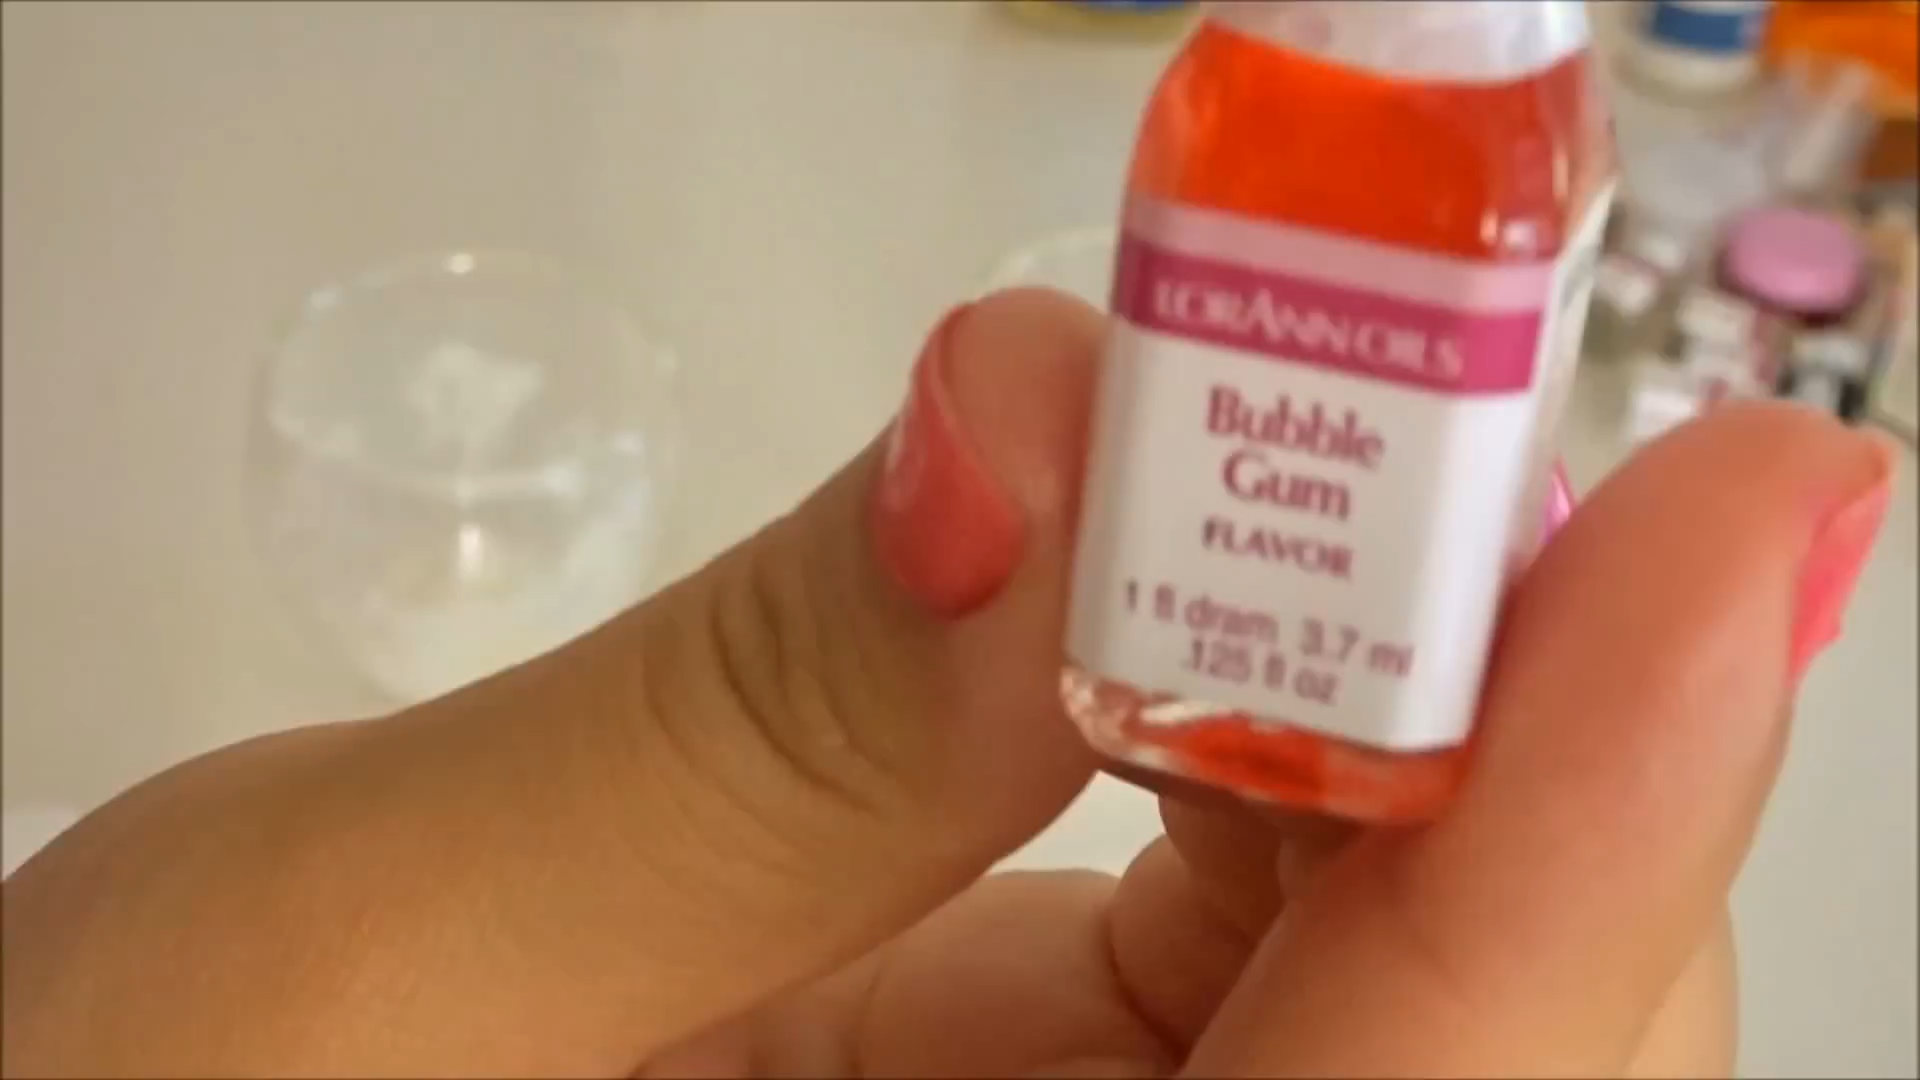 LORANN OILS
Bubble
Gum
FLAVOR
1 fl dram 3.7 ml
.125 fl oz